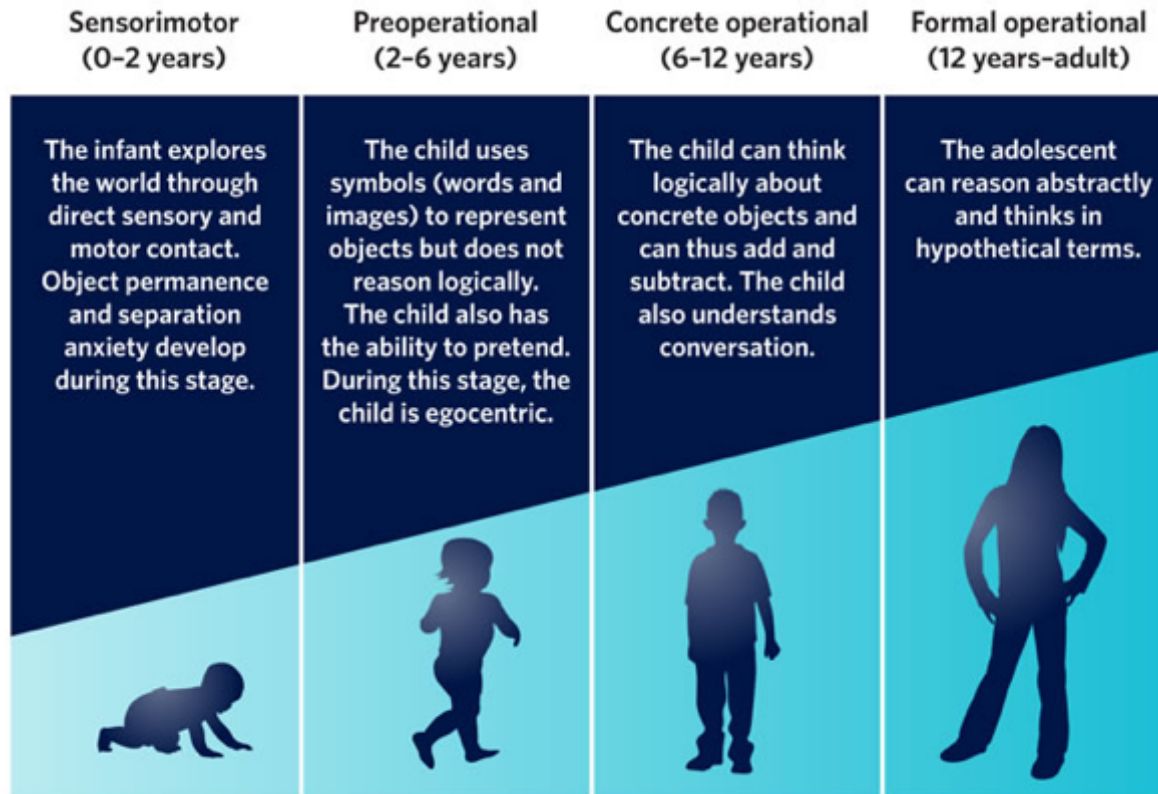 Sensorimotor
(0–2 years)
The infant explores
the world through
direct sensory and
motor contact.
Object permanence
and separation
anxiety develop
during this stage.
Preoperational
(2–6 years)
The child uses
symbols (words and
images) to represent
objects but does not
reason logically.
The child also has
the ability to pretend.
During this stage, the
child is egocentric.
Concrete operational
(6–12 years)
The child can think
logically about
concrete objects and
can thus add and
subtract. The child
also understands
conversation.
Formal operational
(12 years–adult)
The adolescent
can reason abstractly
and thinks in
hypothetical terms.